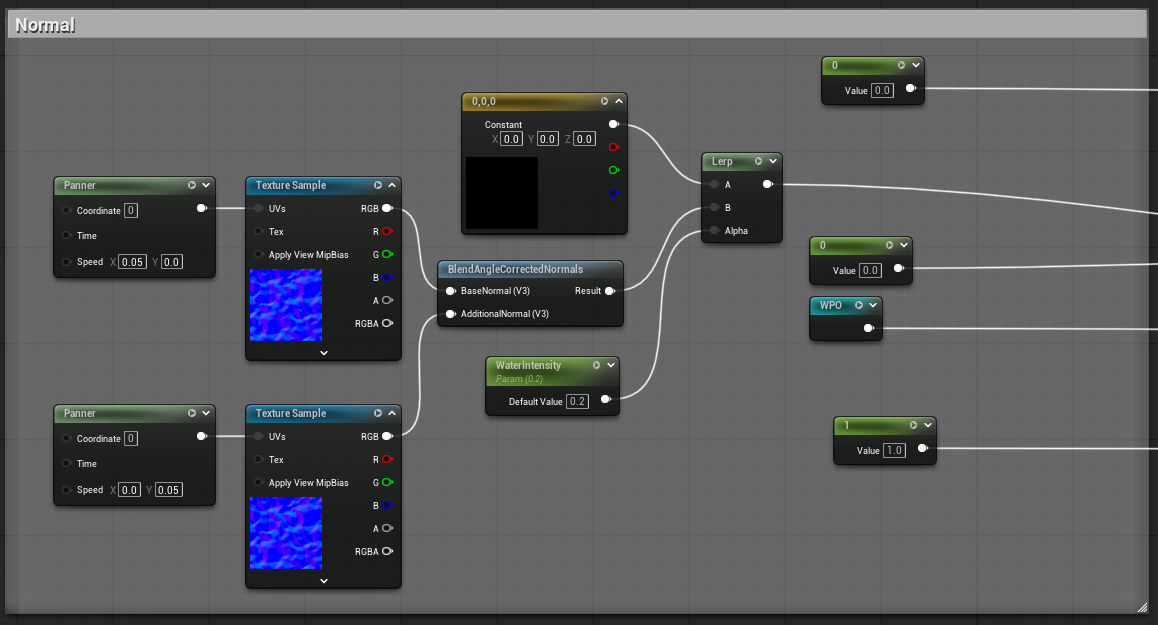 Normal
0
Value 0.0
0,0,0
Constant
X 0.0 Y 0.0 Z 0.0
Lerp
A
B
Alpha
Panner
Coordinate 0
Time
Speed X 0.05 Y 0.0
Texture Sample
UVs RGB
Tex R
Apply View MipBias G
B
A
RGBA
BlendAngleCorrectedNormals
BaseNormal (V3) Result
AdditionalNormal (V3)
0
Value 0.0
WPO
WaterIntensity
Param (0.2)
Default Value 0.2
Panner
Coordinate 0
Time
Speed X 0.0 Y 0.05
Texture Sample
UVs RGB
Tex R
Apply View MipBias G
B
A
RGBA
1
Value 1.0